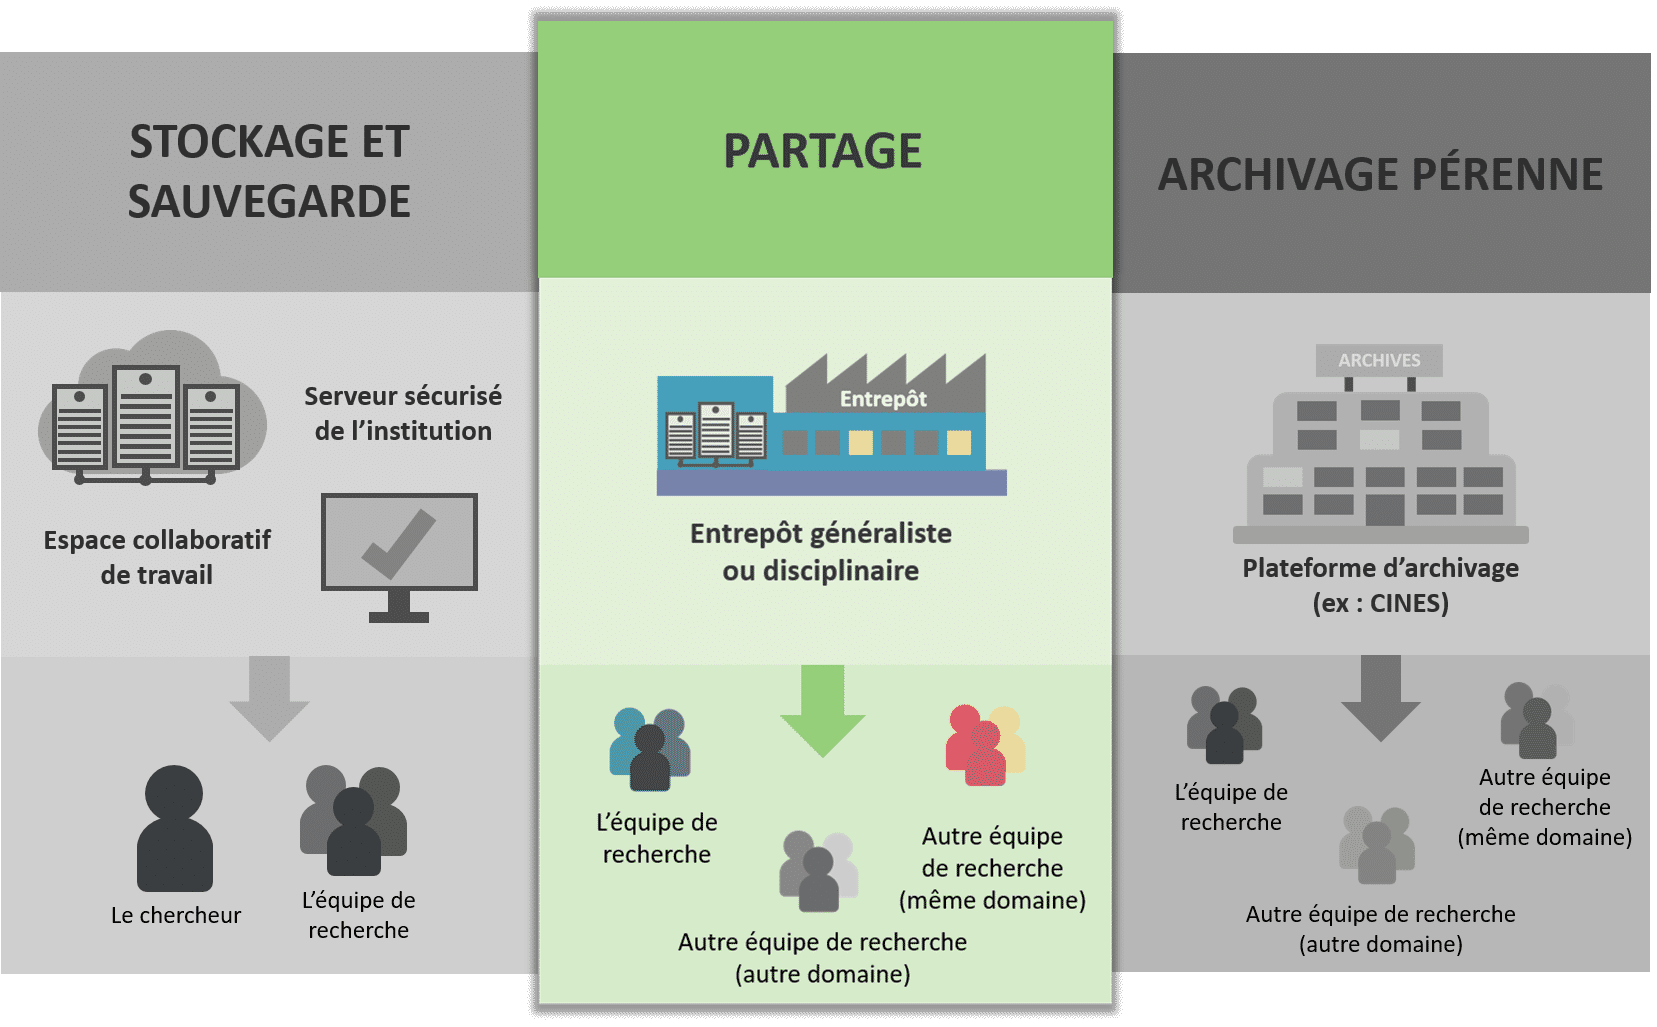 STOCKAGE ET
SAUVEGARDE
Serveur sécurisé
de l'institution
Espace collaboratif
de travail
Le chercheur
L'équipe de
recherche
PARTAGE
Entrepôt
Entrepôt généraliste
ou disciplinaire
L'équipe de
recherche
Autre équipe
de recherche
(même domaine)
Autre équipe de recherche
(autre domaine)
ARCHIVAGE PÉRENNE
ARCHIVES
Plateforme d'archivage
(ex : CINES)
L'équipe de
recherche
Autre équipe
de recherche
(même domaine)
Autre équipe de recherche
(autre domaine)